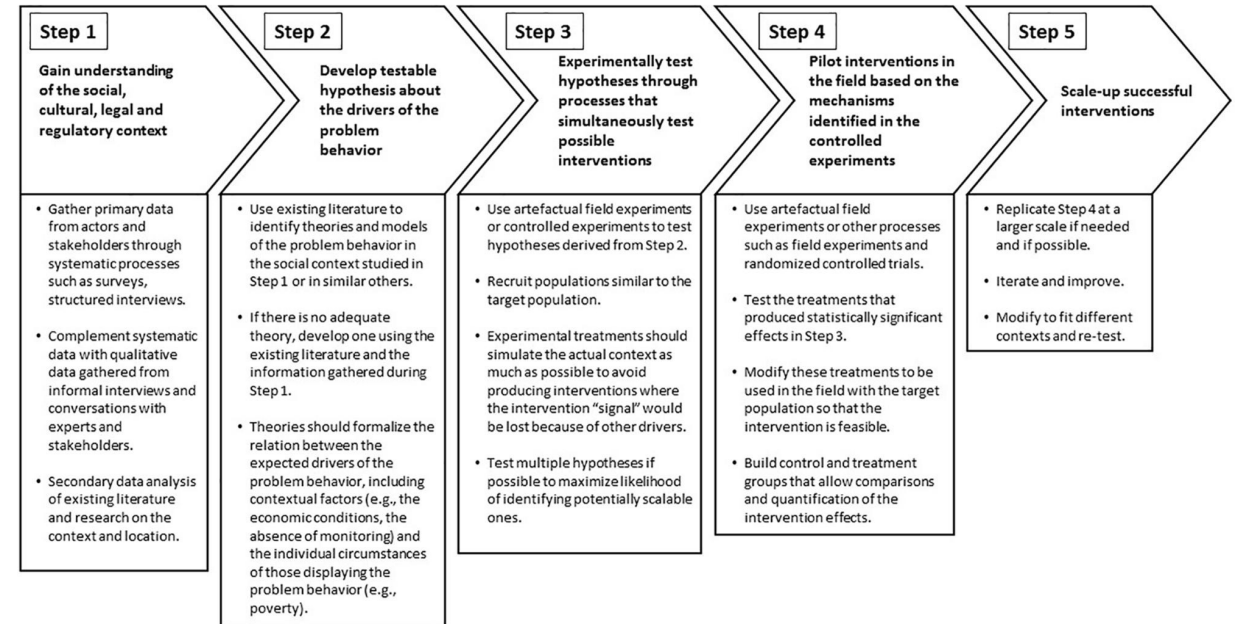 Step 1
Gain understanding
of the social,
cultural, legal and
regulatory context
• Gather primary data
from actors and
stakeholders through
systematic processes
such as surveys,
structured interviews.
• Complement systematic
data with qualitative
data gathered from
informal interviews and
conversations with
experts and
stakeholders.
• Secondary data analysis
of existing literature
and research on the
context and location.
Step 2
Develop testable
hypothesis about
the drivers of the
problem
behavior
• Use existing literature to
identify theories and models
of the problem behavior in
the social context studied in
Step 1 or in similar others.
• If there is no adequate
theory, develop one using the
existing literature and the
information gathered during
Step 1.
• Theories should formalize the
relation between the
expected drivers of the
problem behavior, including
contextual factors (e.g., the
economic conditions, the
absence of monitoring) and
the individual circumstances
of those displaying the
problem behavior (e.g.,
poverty).
Step 3
Experimentally test
hypotheses through
processes that
simultaneously test
possible
interventions
• Use artefactual field experiments
or controlled experiments to test
hypotheses derived from Step 2.
• Recruit populations similar to the
target population.
• Experimental treatments should
simulate the actual context as
much as possible to avoid
producing interventions where
the intervention “signal” would
be lost because of other drivers.
• Test multiple hypotheses if
possible to maximize likelihood
of identifying potentially scalable
ones.
Step 4
Pilot interventions in
the field based on the
mechanisms
identified in the
controlled
experiments
• Use artefactual field
experiments or other processes
such as field experiments and
randomized controlled trials.
• Test the treatments that
produced statistically significant
effects in Step 3.
• Modify these treatments to be
used in the field with the target
population so that the
intervention is feasible.
• Build control and treatment
groups that allow comparisons
and quantification of the
intervention effects.
Step 5
Scale-up successful
interventions
• Replicate Step 4 at a
larger scale if needed
and if possible.
• Iterate and improve.
• Modify to fit different
contexts and re-test.